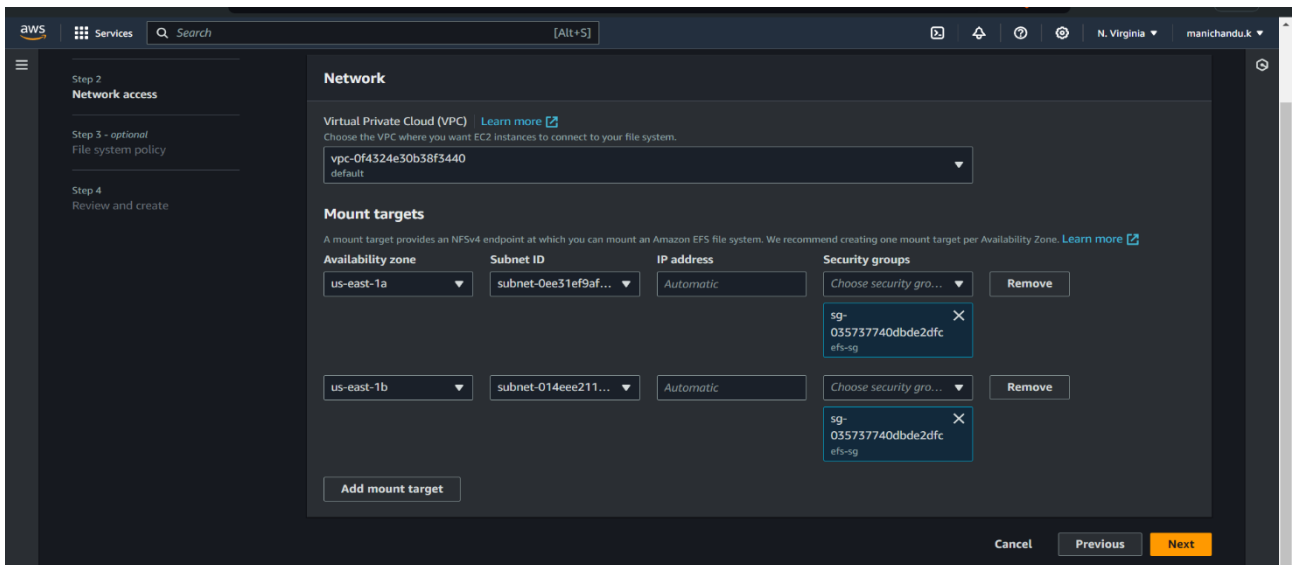 aws
Services
Search
[Alt+S]
N. Virginia
manichandu.k
Step 2
Network access
Step 3 - optional
File system policy
Step 4
Review and create
Network
Virtual Private Cloud (VPC) Learn more
Choose the VPC where you want EC2 instances to connect to your file system.
vpc-0f4324e30b38f3440
default
Mount targets
A mount target provides an NFSv4 endpoint at which you can mount an Amazon EFS file system. We recommend creating one mount target per Availability Zone. Learn more
Availability zone Subnet ID IP address Security groups
us-east-1a subnet-0ee31ef9af... Automatic Choose security gro... Remove
sg-
035737740dbde2dfc
efs-sg
us-east-1b subnet-014eee211... Automatic Choose security gro... Remove
sg-
035737740dbde2dfc
efs-sg
Add mount target
Cancel Previous Next